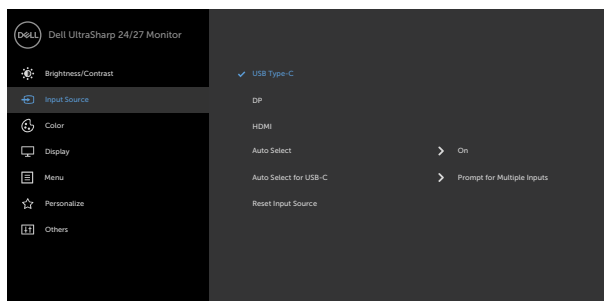 DELL Dell UltraSharp 24/27 Monitor
Brightness/Contrast
Input Source
Color
Display
Menu
Personalize
Others
USB Type-C
DP
HDMI
Auto Select On
Auto Select for USB-C Prompt for Multiple Inputs
Reset Input Source